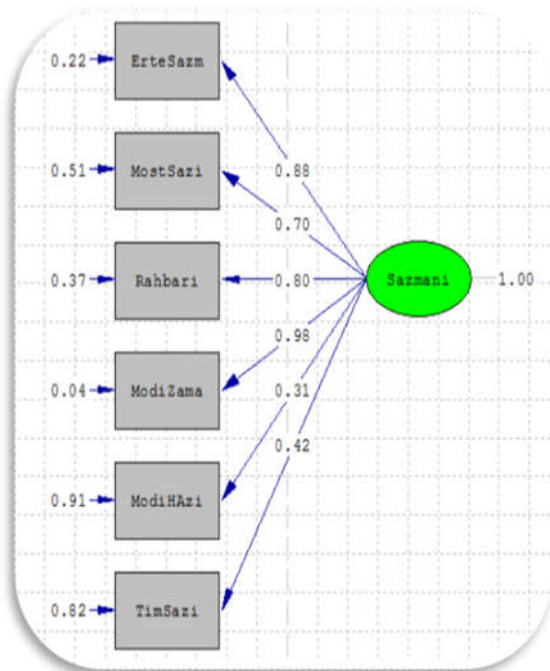 0.22 ErteSazm
0.88
0.51 MostSazi
0.70
0.37 Rahbari 0.80 Sazmani 1.00
0.98
0.04 ModiZama 0.31
0.42
0.91 ModiHAzi
0.82 TimSazi